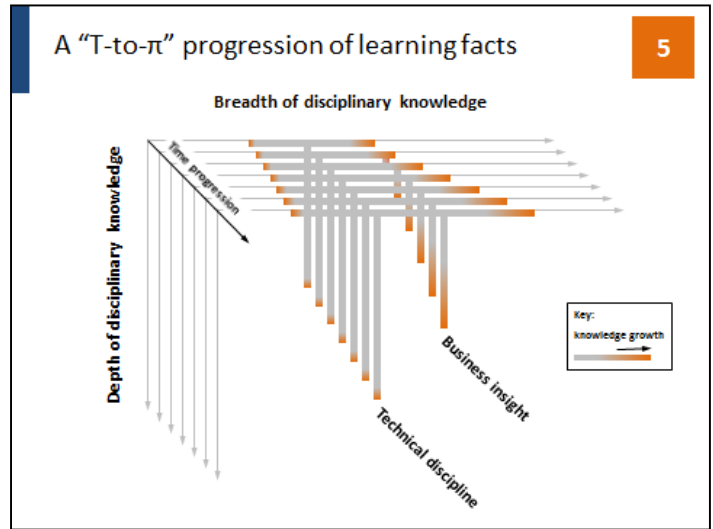 A “T-to-π” progression of learning facts
5
Breadth of disciplinary knowledge
Depth of disciplinary knowledge
Time progression
Key:
knowledge growth
Business insight
Technical discipline